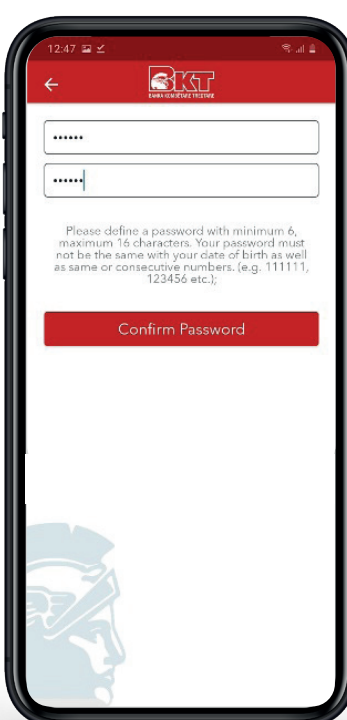 12:47
BKT
BANKA KOMBËTARE TREGTARE
••••••
••••••
Please define a password with minimum 6,
maximum 16 characters. Your password must
not be the same with your date of birth as well
as same or consecutive numbers. (e.g. 111111,
123456 etc.);
Confirm Password